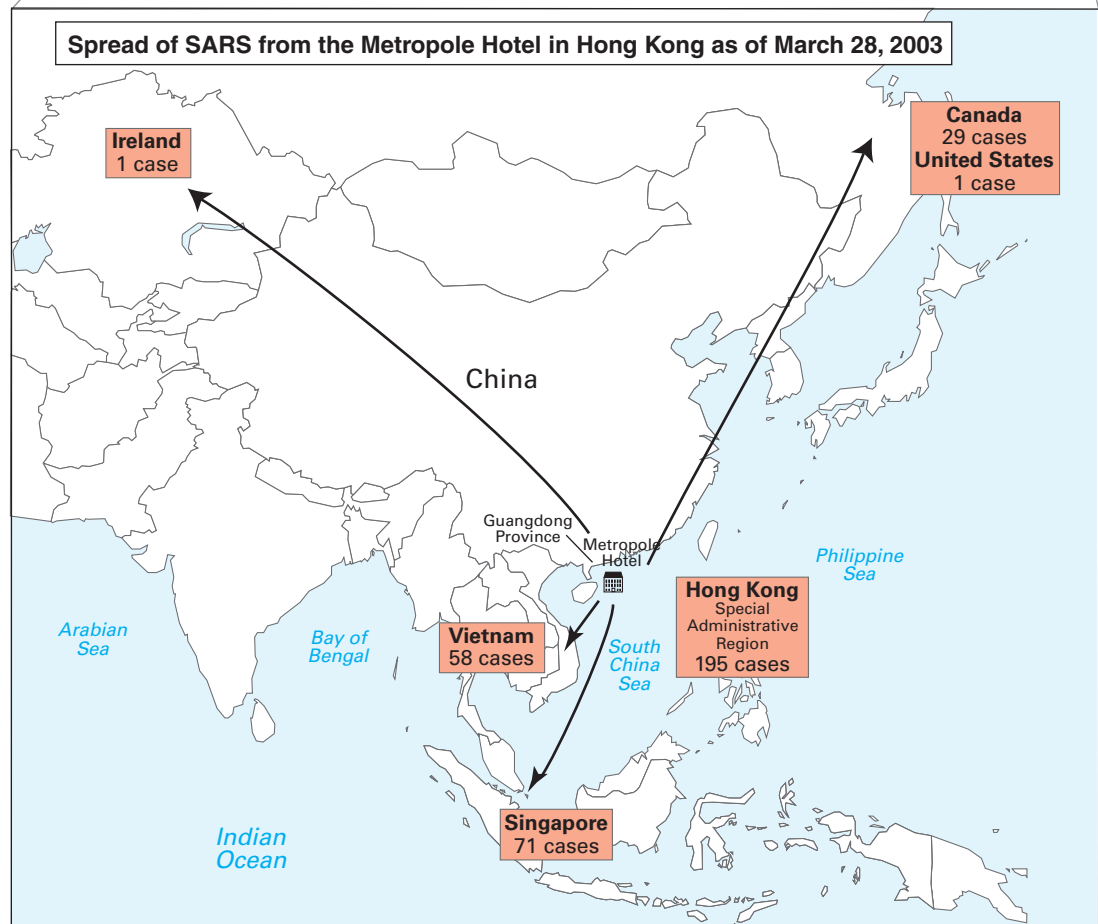 Spread of SARS from the Metropole Hotel in Hong Kong as of March 28, 2003
Ireland
1 case
Canada
29 cases
United States
1 case
China
Guangdong
Province
Metropole
Hotel
Philippine
Sea
Hong Kong
Special
Administrative
Region
195 cases
Arabian
Sea
Bay of
Bengal
Vietnam
58 cases
South
China
Sea
Singapore
71 cases
Indian
Ocean